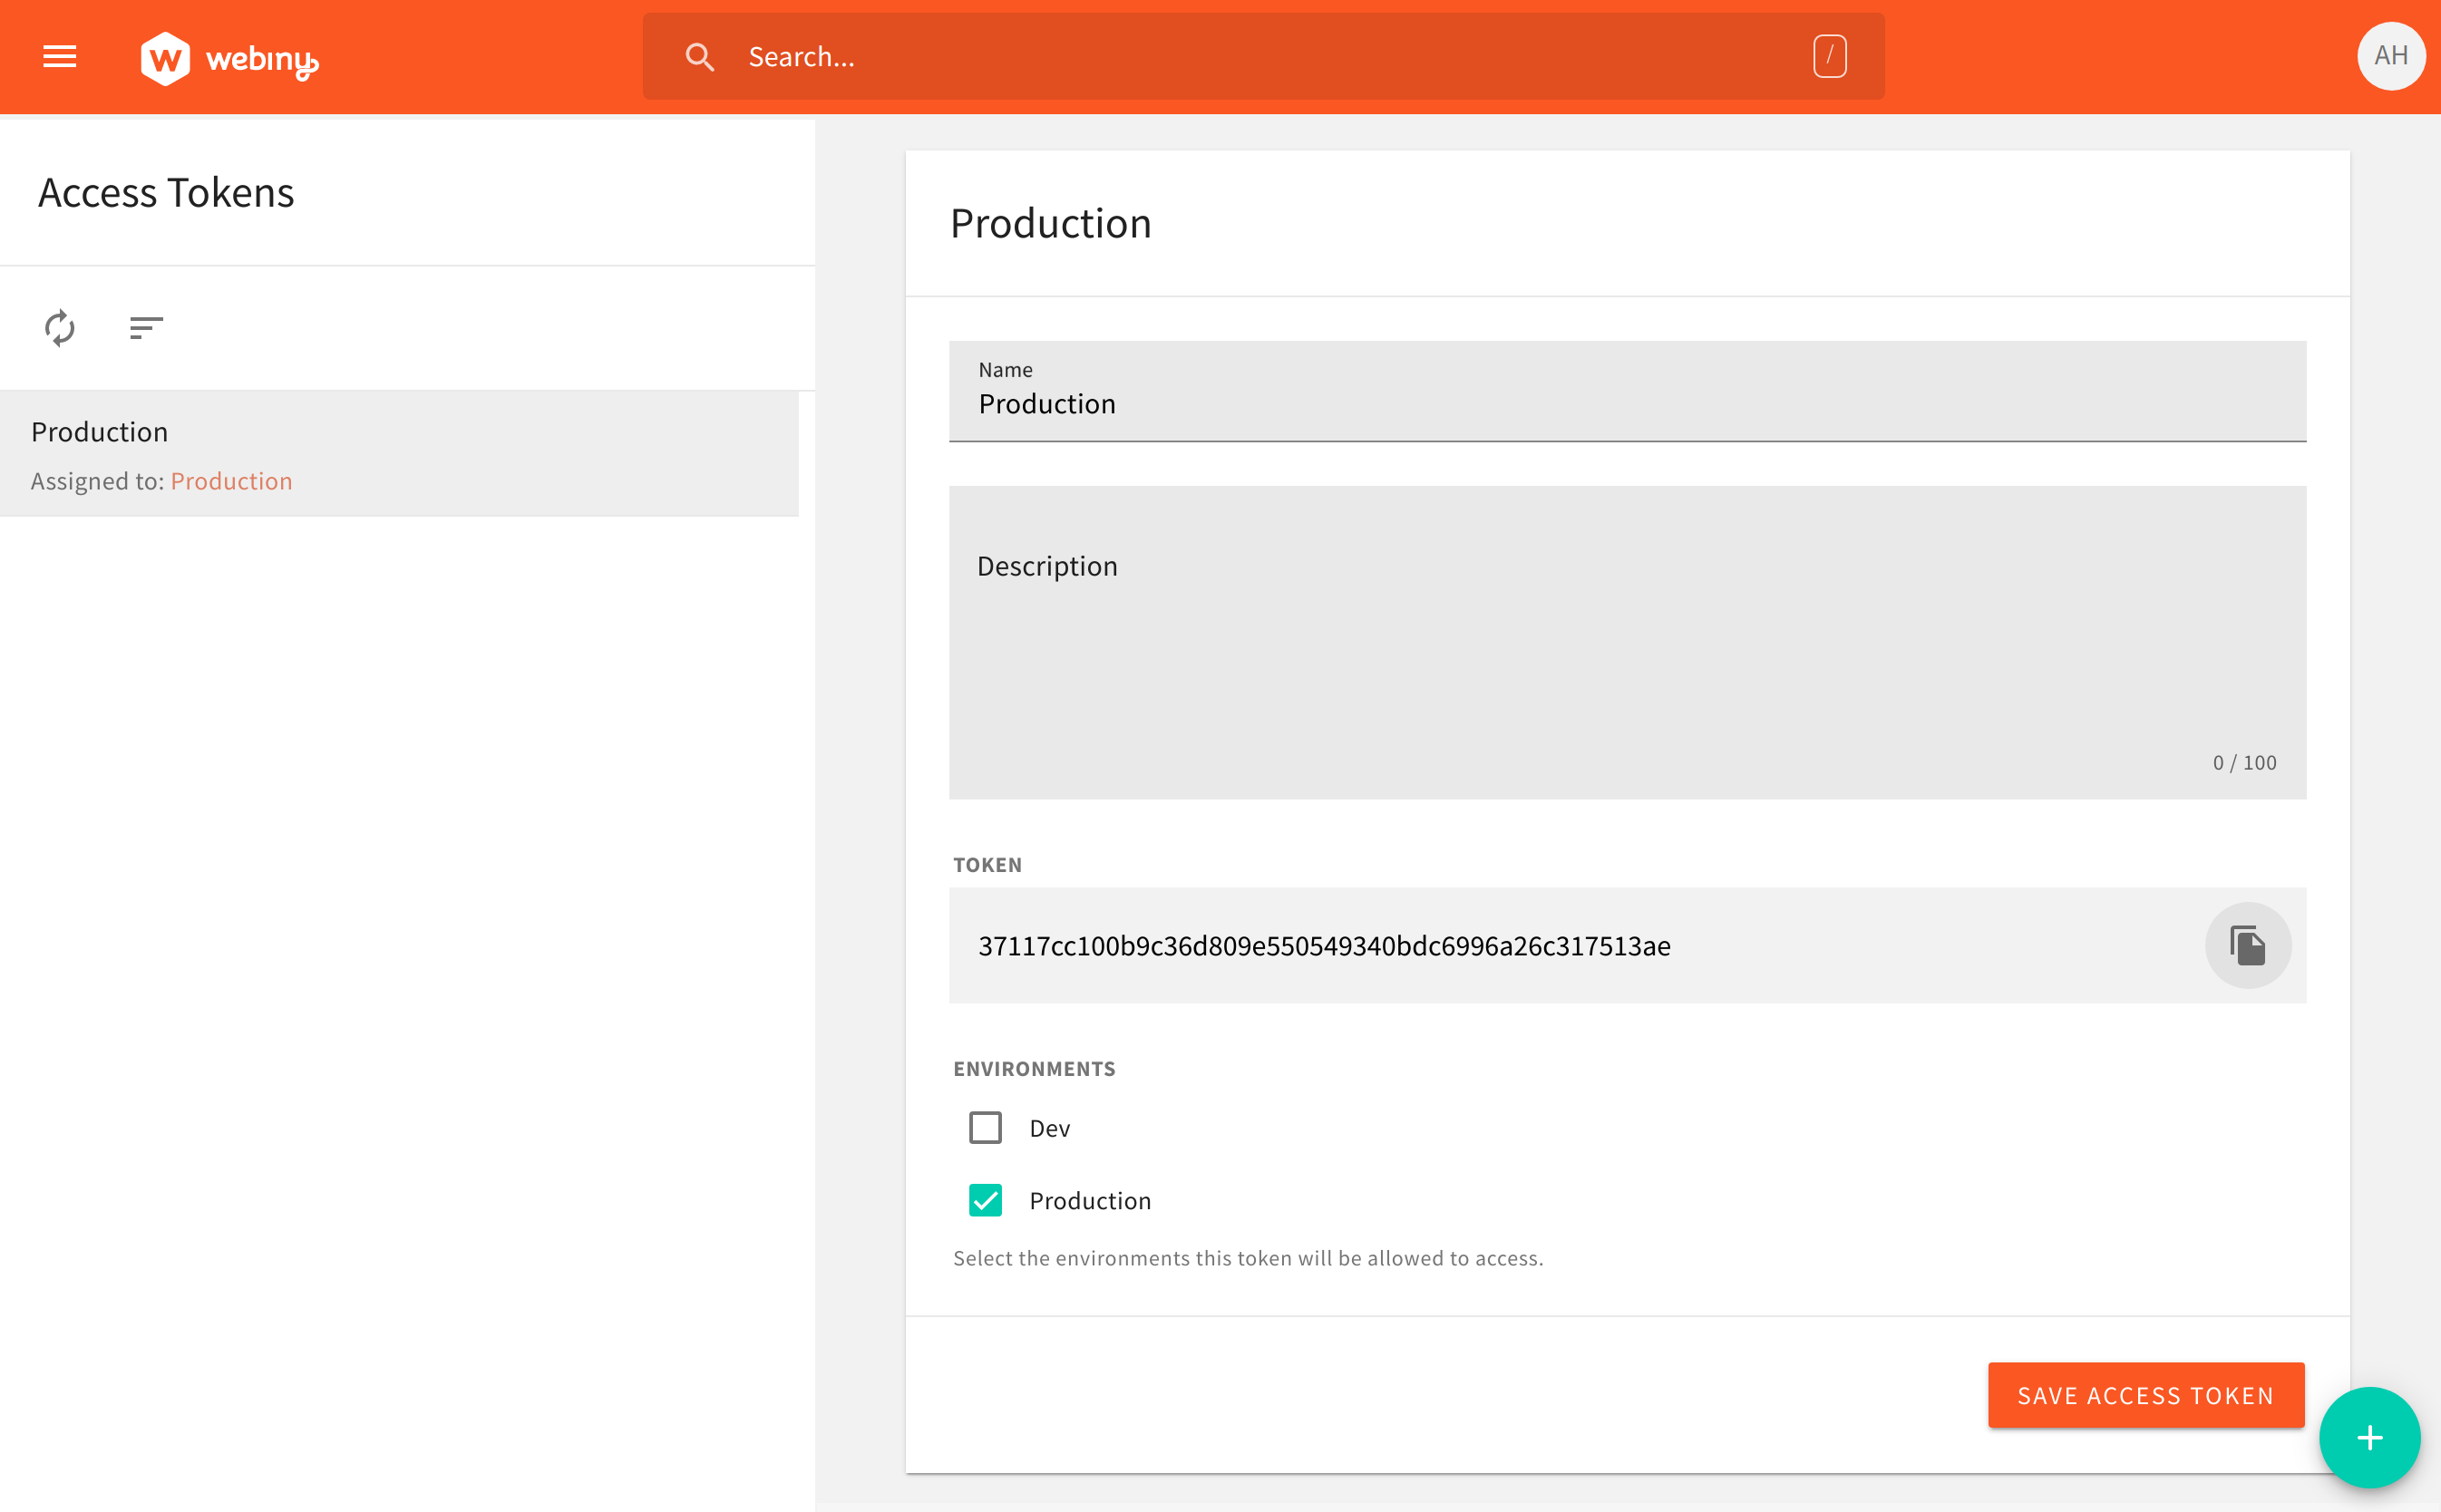 webiny
Search...
/
AH
Access Tokens
Production
Assigned to: Production
Production
Name
Production
Description
0 / 100
TOKEN
37117cc100b9c36d809e550549340bdc6996a26c317513ae
ENVIRONMENTS
Dev
Production
Select the environments this token will be allowed to access.
SAVE ACCESS TOKEN